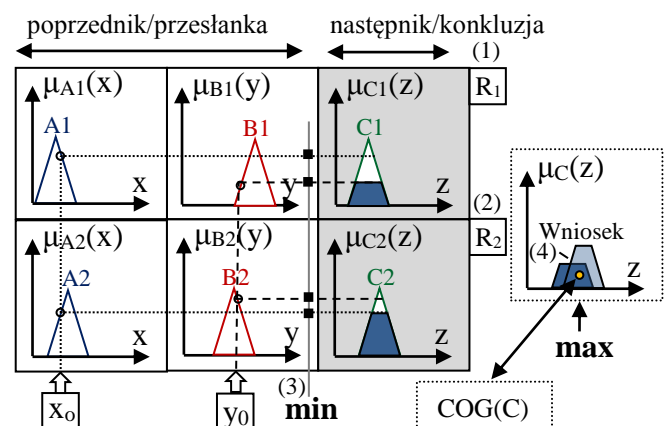 poprzednik/przesłanka
następnik/konkluzja
(1)
μA1(x)
μB1(y)
μC1(z)
R1
A1
B1
C1
x
y
z
(2)
μA2(x)
μB2(y)
μC2(z)
R2
A2
B2
C2
x
y
z
μC(z)
Wniosek
(4)
z
(3)
min
max
xo
y0
COG(C)